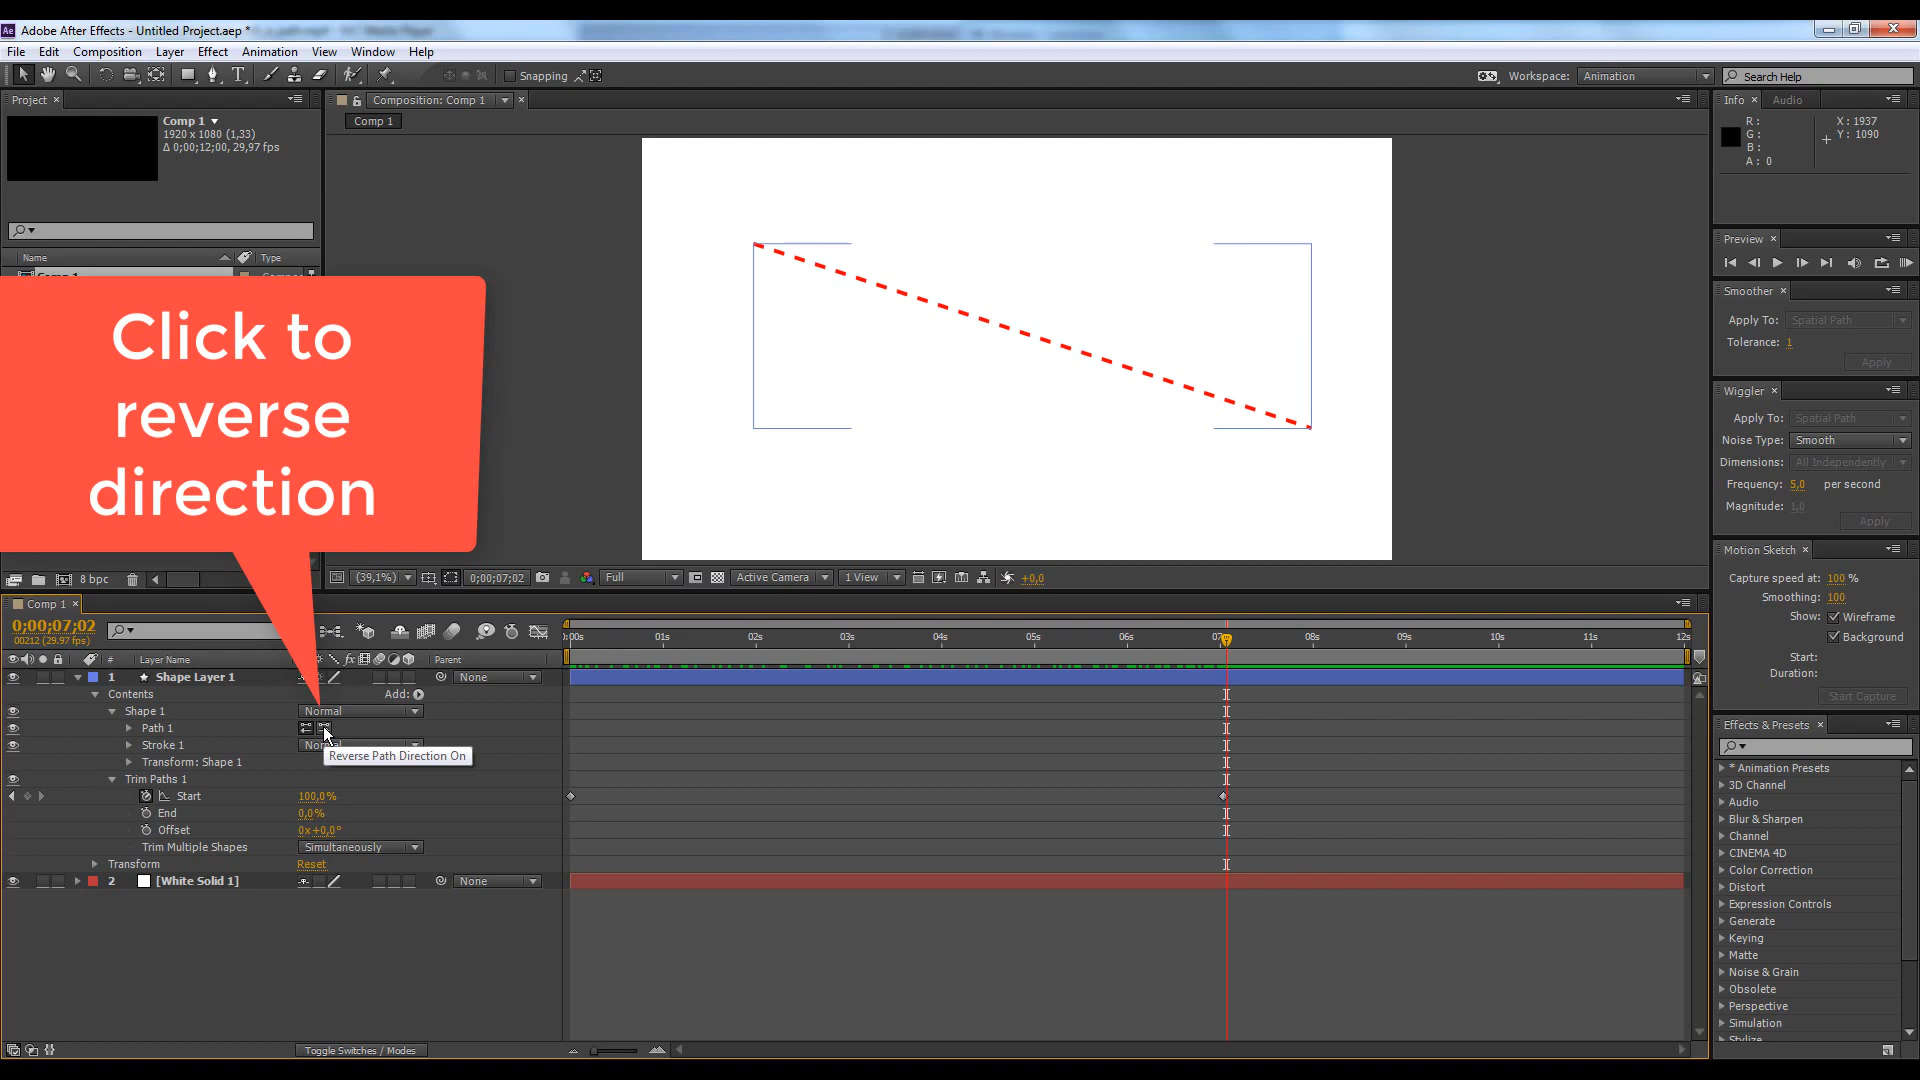 Adobe After Effects - Untitled Project.aep *
File Edit Composition Layer Effect Animation View Window Help
Snapping
Workspace: Animation
Search Help
Project
Comp 1
1920 x 1080 (1,33)
Δ 0;00;12;00, 29,97 fps
Name Type
Click to
reverse
direction
8 bpc
Composition: Comp 1
Comp 1
(39,1%) 0;00;07;02 Full Active Camera 1 View +0,0
Info Audio
R: X: 1937
G: Y: 1090
B:
A: 0
Preview
Smoother
Apply To: Spatial Path
Tolerance: 1
Apply
Wiggler
Apply To: Spatial Path
Noise Type: Smooth
Dimensions: All Independently
Frequency: 5,0 per second
Magnitude: 1,0
Apply
Motion Sketch
Capture speed at: 100 %
Smoothing: 100
Show: Wireframe
Background
Start:
Duration:
Start Capture
Effects & Presets
* Animation Presets
3D Channel
Audio
Blur & Sharpen
Channel
CINEMA 4D
Color Correction
Distort
Expression Controls
Generate
Keying
Matte
Noise & Grain
Obsolete
Perspective
Simulation
Stylize
Comp 1
0;00;07;02
00212 (29.97 fps)
:00s 01s 02s 03s 04s 05s 06s 08s 09s 10s 11s 12s
# Layer Name fx Parent
1 Shape Layer 1 None
Contents Add:
Shape 1 Normal
Path 1
Stroke 1
Reverse Path Direction On
Transform: Shape 1
Trim Paths 1
Start 100,0%
End 0,0%
Offset 0x+0,0°
Trim Multiple Shapes Simultaneously
Transform Reset
2 [White Solid 1] None
Toggle Switches / Modes